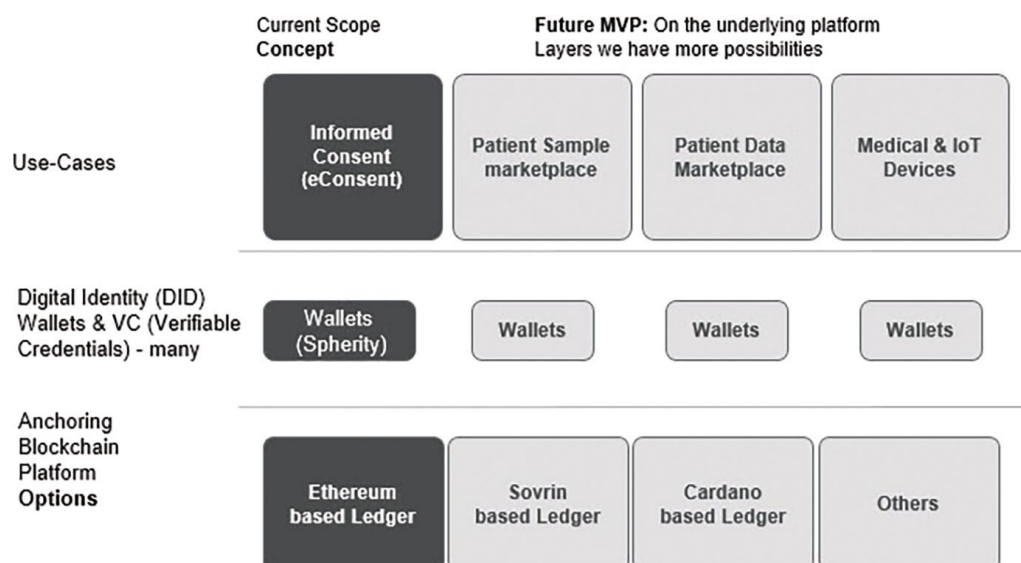 Current Scope
Concept
Future MVP: On the underlying platform
Layers we have more possibilities
Use-Cases
Informed
Consent
(eConsent)
Patient Sample
marketplace
Patient Data
Marketplace
Medical & IoT
Devices
Digital Identity (DID)
Wallets & VC (Verifiable
Credentials) - many
Wallets
(Spherity)
Wallets
Wallets
Wallets
Anchoring
Blockchain
Platform
Options
Ethereum
based Ledger
Sovrin
based Ledger
Cardano
based Ledger
Others